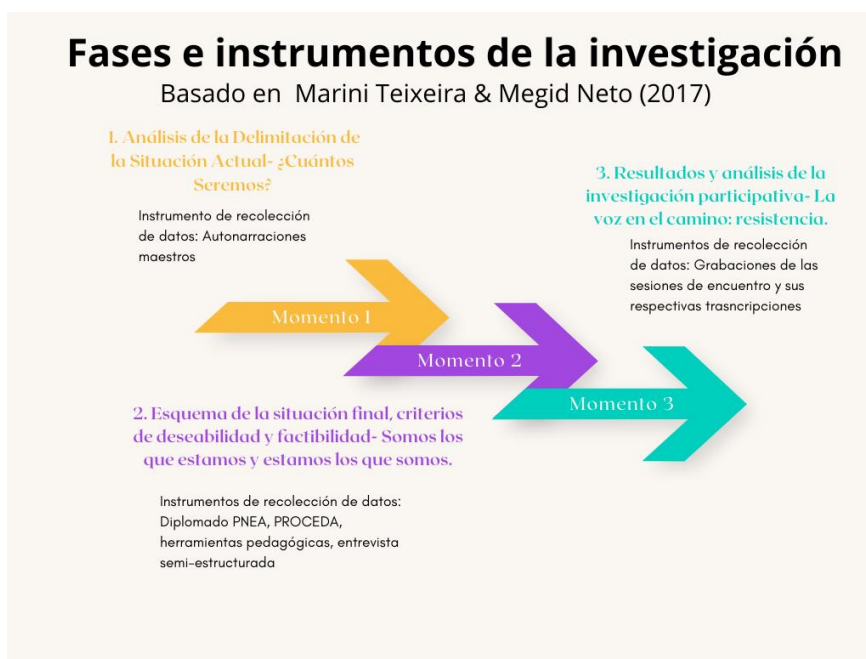 Fases e instrumentos de la investigación
Basado en Marini Teixeira & Megid Neto (2017)
1. Análisis de la Delimitación de
la Situación Actual- ¿Cuántos
Seremos?
Instrumento de recolección
de datos: Autonarraciones
maestros
3. Resultados y análisis de la
investigación participativa- La
voz en el camino: resistencia.
Instrumentos de recolección
de datos: Grabaciones de las
sesiones de encuentro y sus
respectivas trasncripciones
Momento 1
Momento 2
Momento 3
2. Esquema de la situación final, criterios
de deseabilidad y factibilidad- Somos los
que estamos y estamos los que somos.
Instrumentos de recolección de datos:
Diplomado PNEA, PROCEDA,
herramientas pedagógicas, entrevista
semi-estructurada